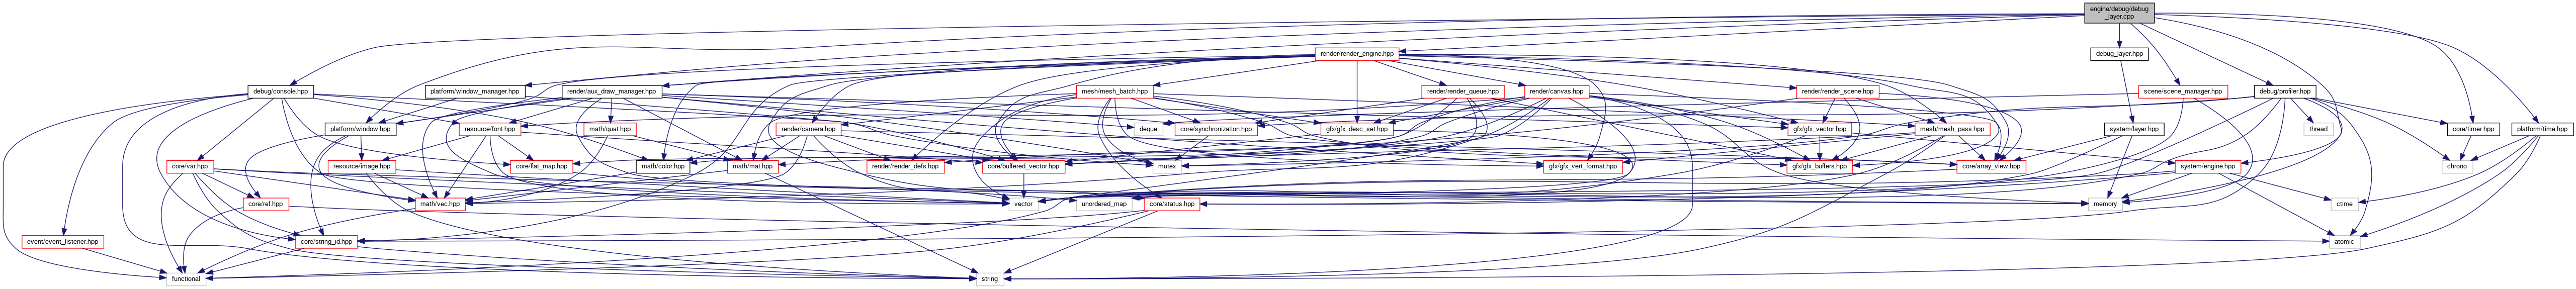 engine/debug/debug
_layer.cpp
render/render_engine.hpp
debug_layer.hpp
debug/console.hpp
platform/window_manager.hpp
render/aux_draw_manager.hpp
mesh/mesh_batch.hpp
render/render_queue.hpp
render/canvas.hpp
render/render_scene.hpp
scene/scene_manager.hpp
debug/profiler.hpp
platform/window.hpp
resource/font.hpp
math/quat.hpp
render/camera.hpp
deque
core/synchronization.hpp
gfx/gfx_desc_set.hpp
gfx/gfx_vector.hpp
mesh/mesh_pass.hpp
system/layer.hpp
thread
core/timer.hpp
platform/time.hpp
core/var.hpp
resource/image.hpp
core/flat_map.hpp
math/color.hpp
math/mat.hpp
render/render_defs.hpp
core/buffered_vector.hpp
mutex
gfx/gfx_vert_format.hpp
gfx/gfx_buffers.hpp
core/array_view.hpp
system/engine.hpp
chrono
core/ref.hpp
math/vec.hpp
vector
unordered_map
core/status.hpp
memory
ctime
event/event_listener.hpp
core/string_id.hpp
atomic
functional
string